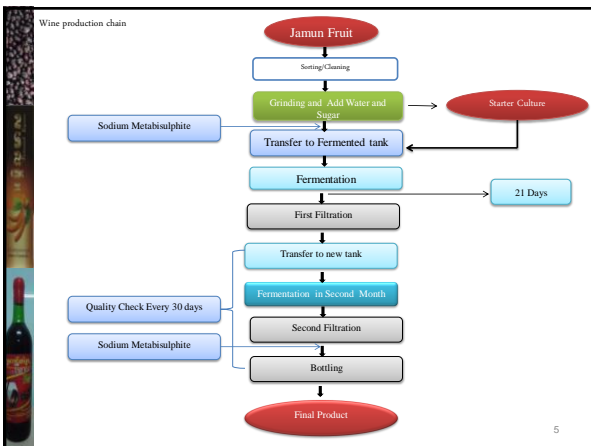 Wine production chain
Jamun Fruit
Sorting/Cleaning
Grinding and Add Water and
Sugar
Starter Culture
Sodium Metabisulphite
Transfer to Fermented tank
Fermentation
21 Days
First Filtration
Transfer to new tank
Fermentation in Second Month
Quality Check Every 30 days
Second Filtration
Sodium Metabisulphite
Bottling
Final Product
5